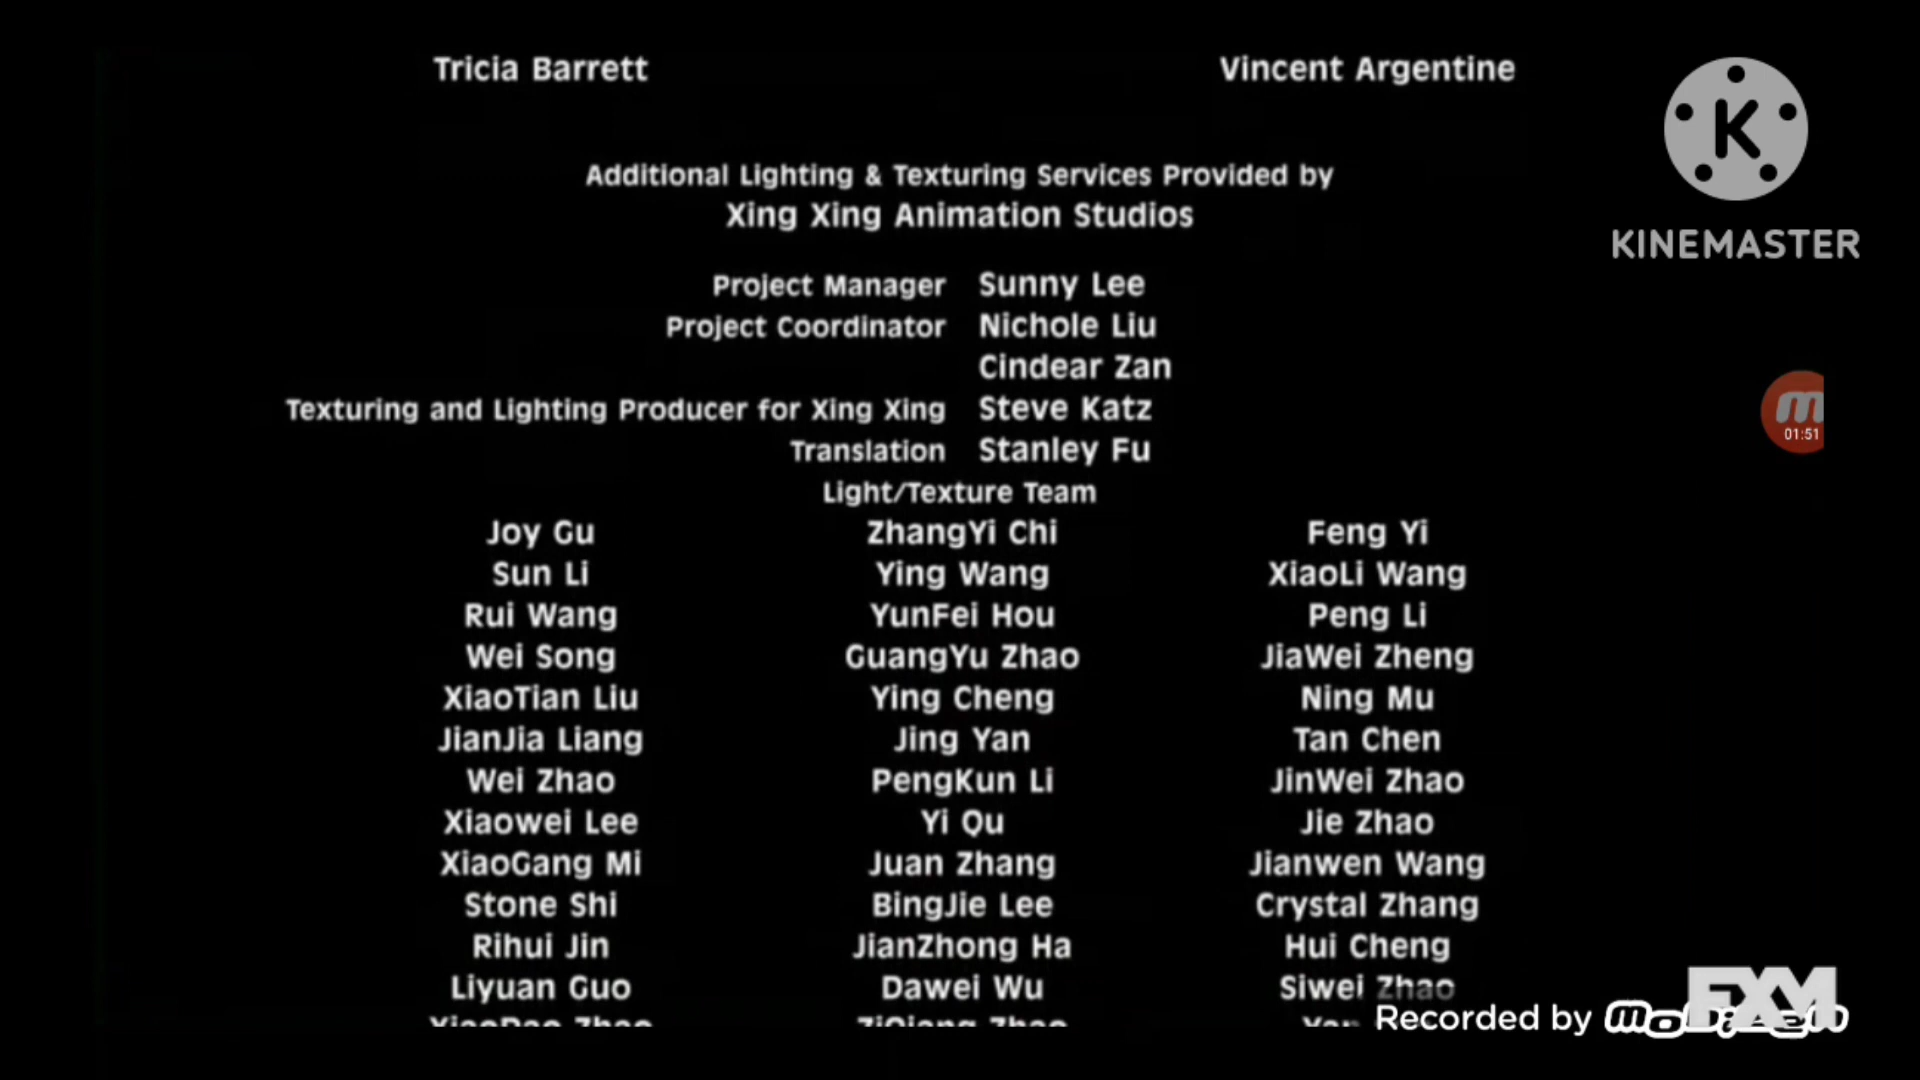 Tricia Barrett Vincent Argentine
Additional Lighting & Texturing Services Provided by
Xing Xing Animation Studios
Project Manager Sunny Lee
Project Coordinator Nichole Liu
Cindear Zan
Texturing and Lighting Producer for Xing Xing Steve Katz
Translation Stanley Fu
Light/Texture Team
Joy Gu ZhangYi Chi Feng Yi
Sun Li Ying Wang XiaoLi Wang
Rui Wang YunFei Hou Peng Li
Wei Song GuangYu Zhao JiaWei Zheng
XiaoTian Liu Ying Cheng Ning Mu
JianJia Liang Jing Yan Tan Chen
Wei Zhao PengKun Li JinWei Zhao
Xiaowei Lee Yi Qu Jie Zhao
XiaoGang Mi Juan Zhang Jianwen Wang
Stone Shi BingJie Lee Crystal Zhang
Rihui Jin JianZhong Ha Hui Cheng
Liyuan Guo Dawei Wu Siwei Zhao
XiaoDao Zhao ZiQiang Zhao
K
KINEMASTER
m
01:51
FXM
Recorded by